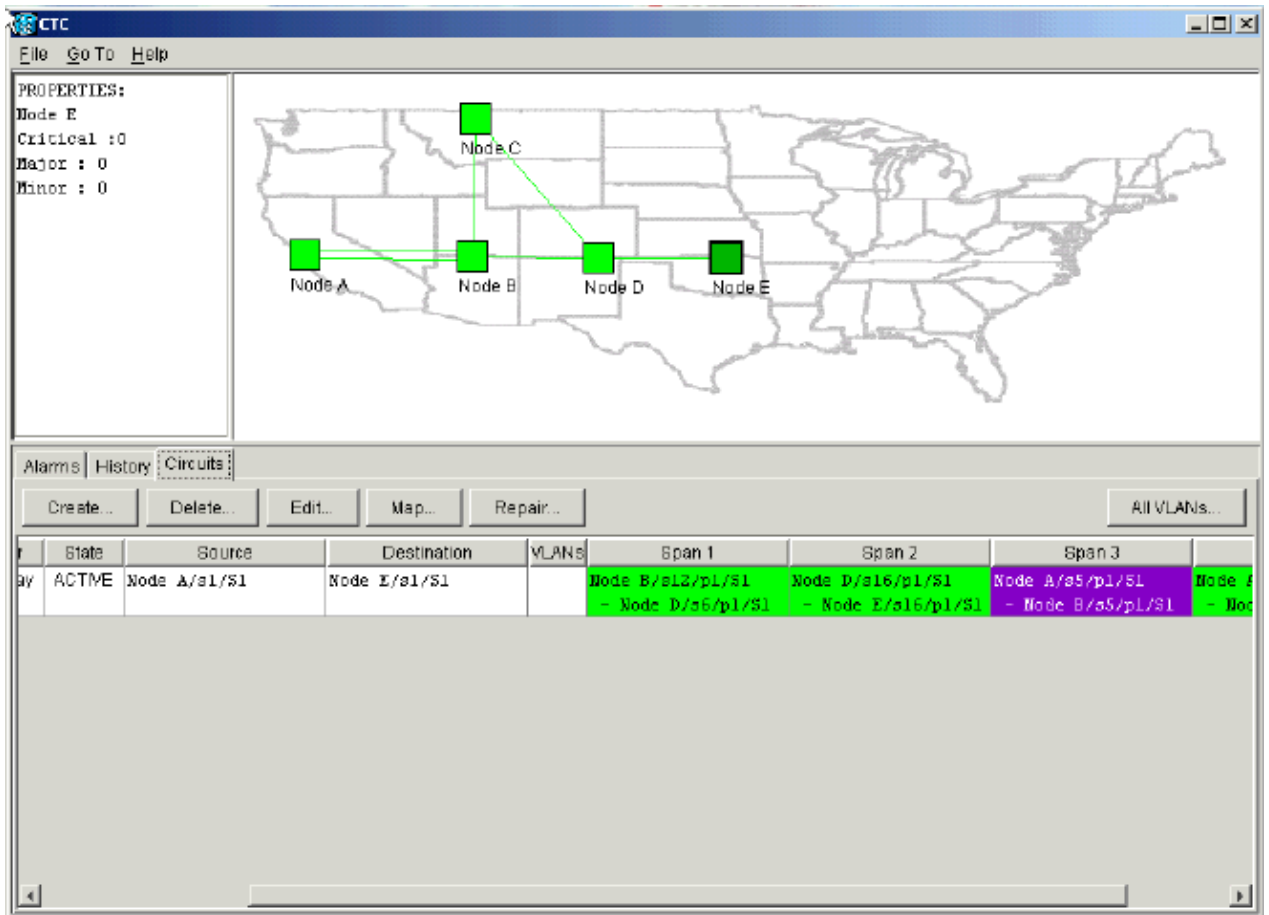 CTC
File Go To Help
PROPERTIES:
Node E
Critical :0
Major : 0
Minor : 0
Node C
Node A
Node B
Node D
Node E
Alarms History Circuits
Create... Delete... Edit... Map... Repair... All VLANs...
r State Source Destination VLANs Span 1 Span 2 Span 3
ay ACTIVE Node A/s1/S1 Node E/s1/S1 Node B/s12/p1/S1 Node D/s16/p1/S1 Node A/s5/p1/S1 Node A
- Node D/s6/p1/S1 - Node E/s16/p1/S1 - Node B/s5/p1/S1 - Noc